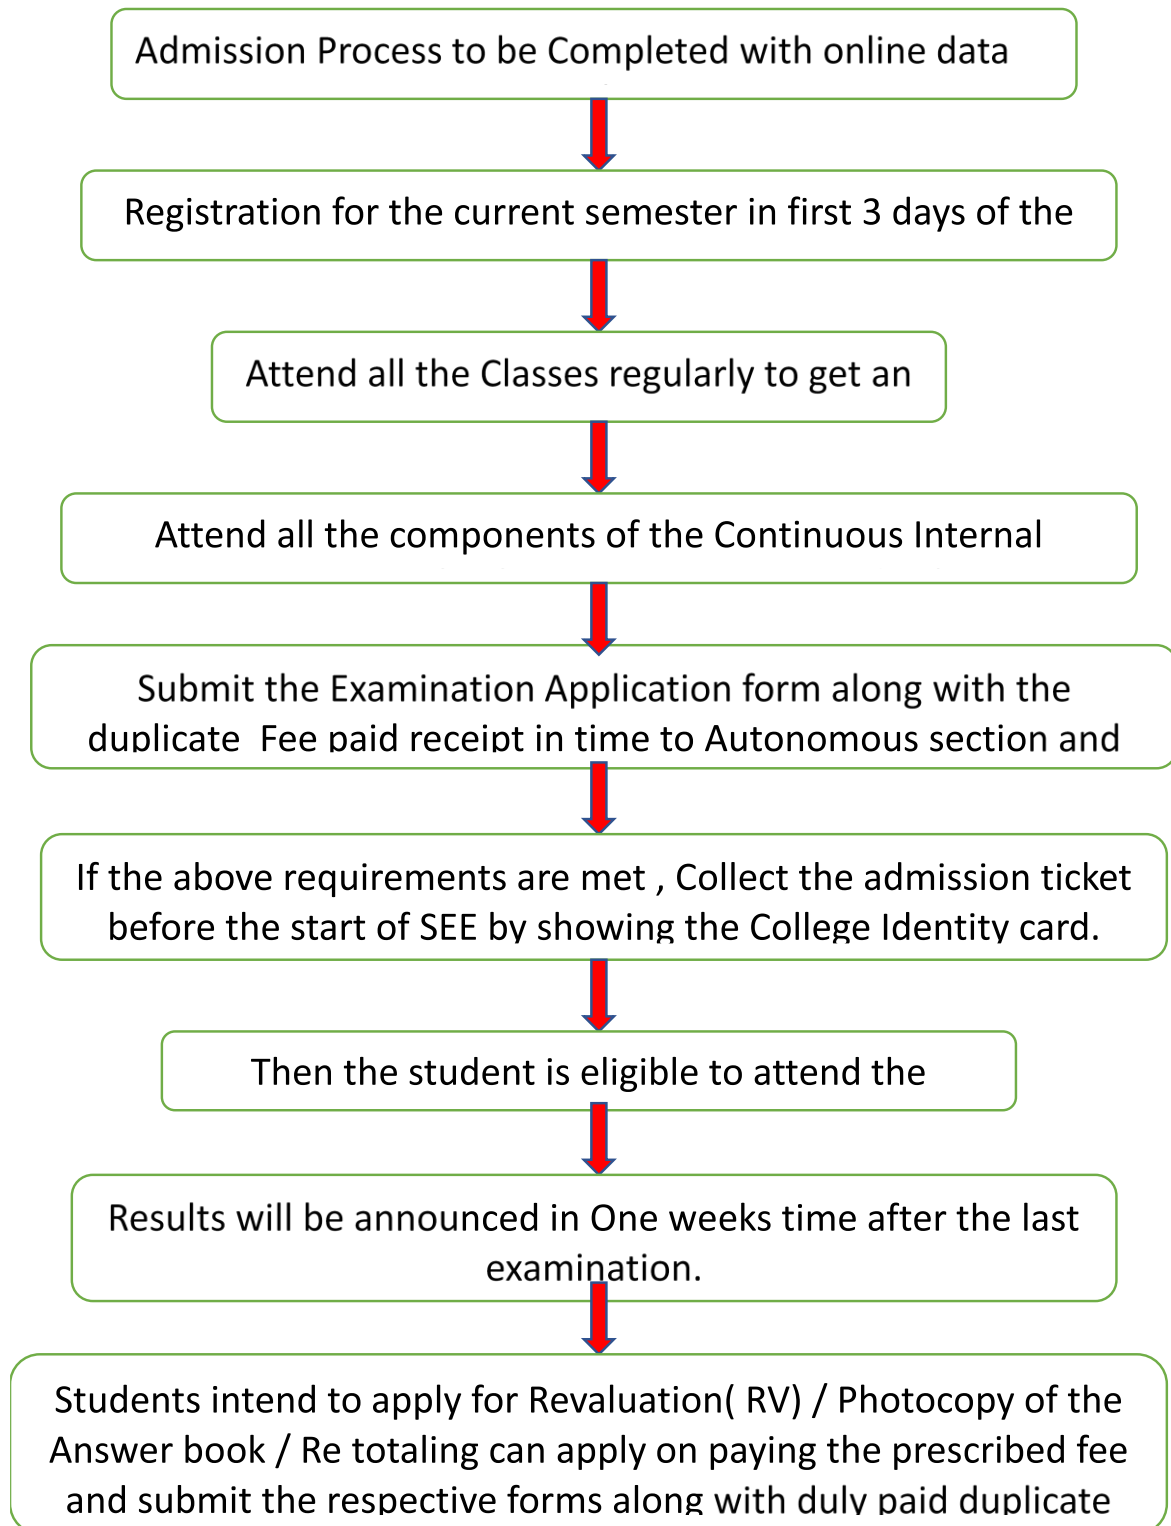 Admission Process to be Completed with online data
Registration for the current semester in first 3 days of the
Attend all the Classes regularly to get an
Attend all the components of the Continuous Internal
Submit the Examination Application form along with the
duplicate  Fee paid receipt in time to Autonomous section and
If the above requirements are met , Collect the admission ticket
before the start of SEE by showing the College Identity card.
Then the student is eligible to attend the
Results will be announced in One weeks time after the last
examination.
Students intend to apply for Revaluation( RV) / Photocopy of the
Answer book / Re totaling can apply on paying the prescribed fee
and submit the respective forms along with duly paid duplicate